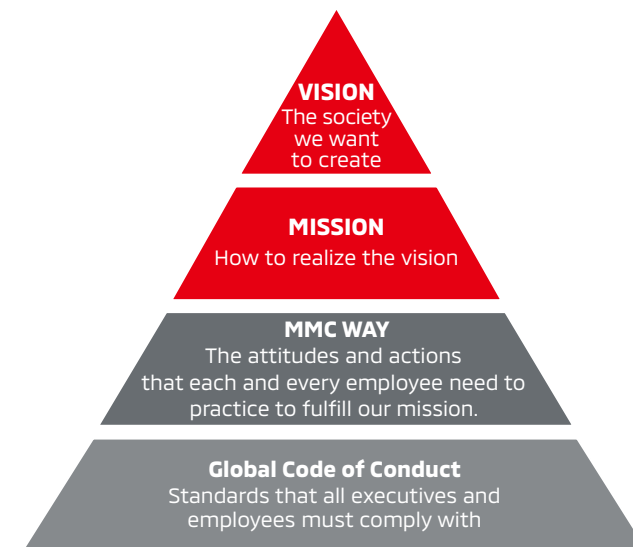 VISION
The society
we want
to create
MISSION
How to realize the vision
MMC WAY
The attitudes and actions
that each and every employee need to
practice to fulfill our mission.
Global Code of Conduct
Standards that all executives and
employees must comply with